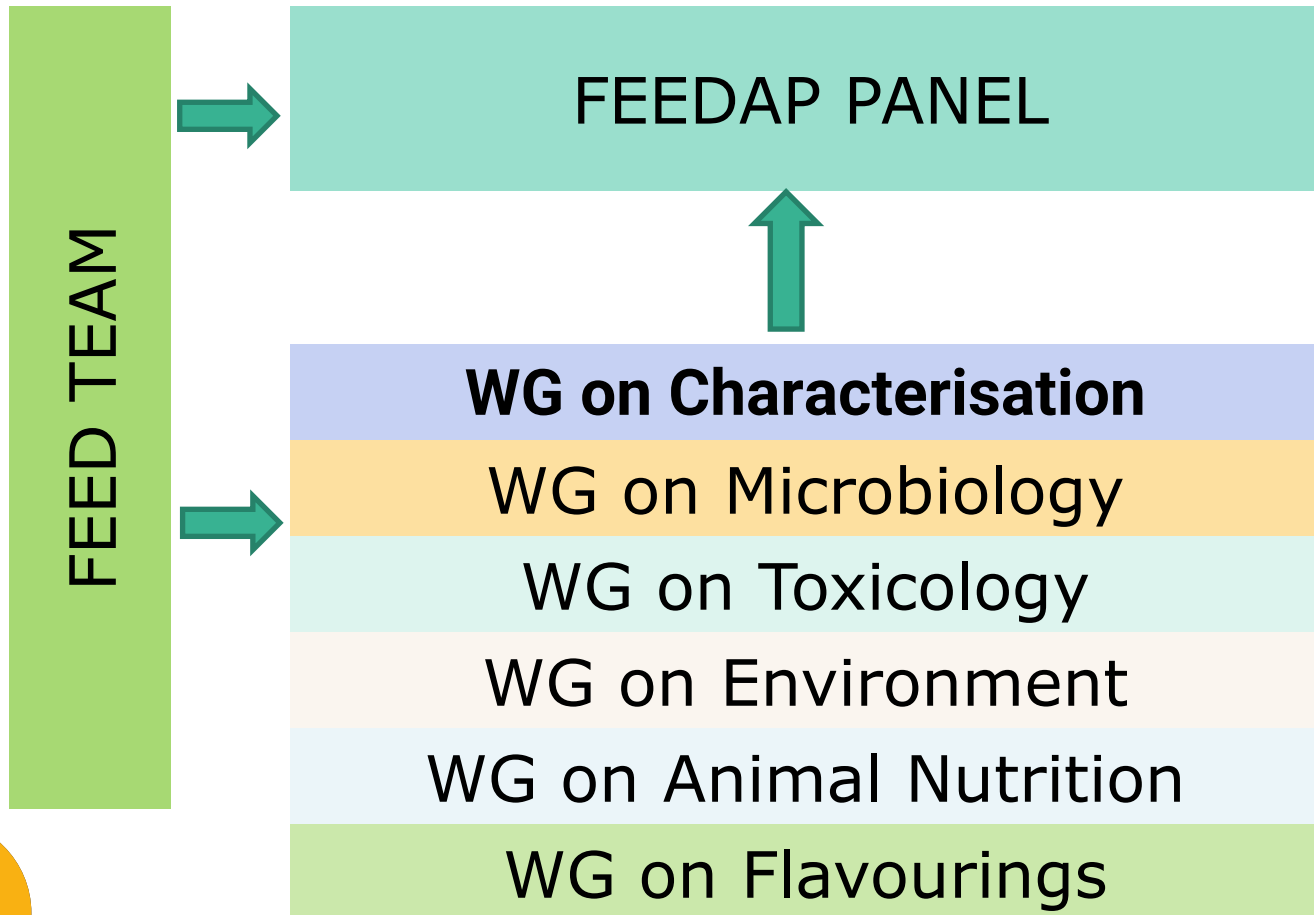 FEED TEAM
FEEDAP PANEL
WG on Characterisation
WG on Microbiology
WG on Toxicology
WG on Environment
WG on Animal Nutrition
WG on Flavourings